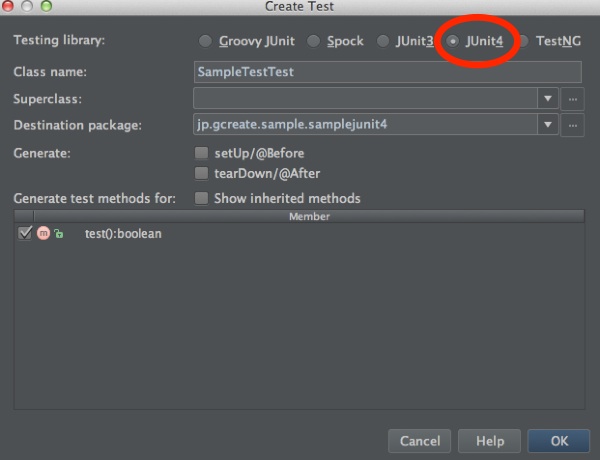 Create Test
Testing library: Groovy JUnit Spock JUnit3 JUnit4 TestNG
Class name: SampleTestTest
Superclass: ...
Destination package: jp.gcreate.sample.samplejunit4 ...
Generate: setUp/@Before
tearDown/@After
Generate test methods for: Show inherited methods
Member
m test():boolean
Cancel Help OK